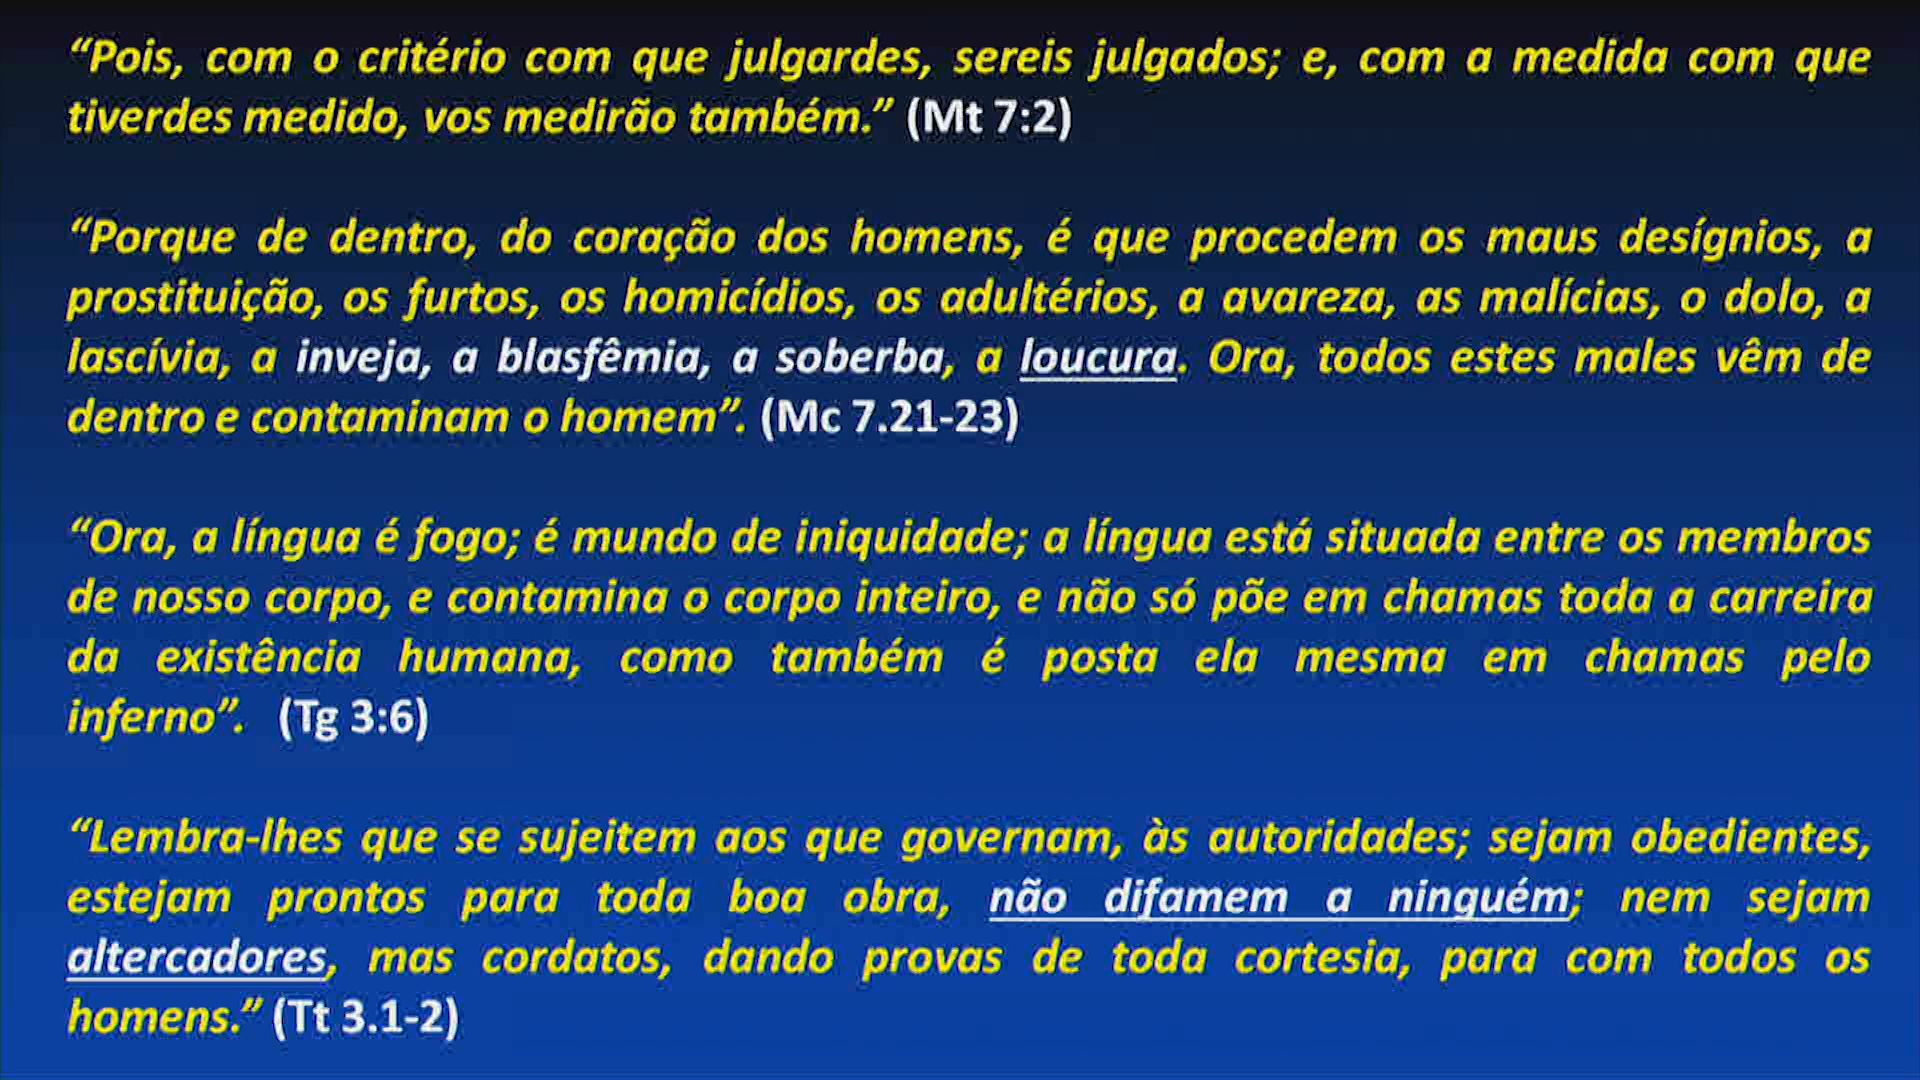 “Pois, com o critério com que julgardes, sereis julgados; e, com a medida com que
tiverdes medido, vos medirão também.” (Mt 7:2)
“Porque de dentro, do coração dos homens, é que procedem os maus desígnios, a
prostituição, os furtos, os homicídios, os adultérios, a avareza, as malícias, o dolo, a
lascívia, a inveja, a blasfêmia, a soberba, a loucura. Ora, todos estes males vêm de
dentro e contaminam o homem”. (Mc 7.21-23)
“Ora, a língua é fogo; é mundo de iniquidade; a língua está situada entre os membros
de nosso corpo, e contamina o corpo inteiro, e não só põe em chamas toda a carreira
da existência humana, como também é posta ela mesma em chamas pelo
inferno”. (Tg 3:6)
“Lembra-lhes que se sujeitem aos que governam, às autoridades; sejam obedientes,
estejam prontos para toda boa obra, não difamem a ninguém; nem sejam
altercadores, mas cordatos, dando provas de toda cortesia, para com todos os
homens.” (Tt 3.1-2)